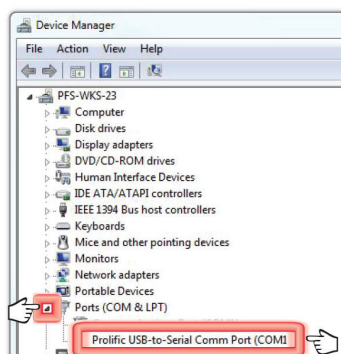 Device Manager
File Action View Help
PFS-WKS-23
Computer
Disk drives
Display adapters
DVD/CD-ROM drives
Human Interface Devices
IDE ATA/ATAPI controllers
IEEE 1394 Bus host controllers
Keyboards
Mice and other pointing devices
Monitors
Network adapters
Portable Devices
Ports (COM & LPT)
Prolific USB-to-Serial Comm Port (COM1